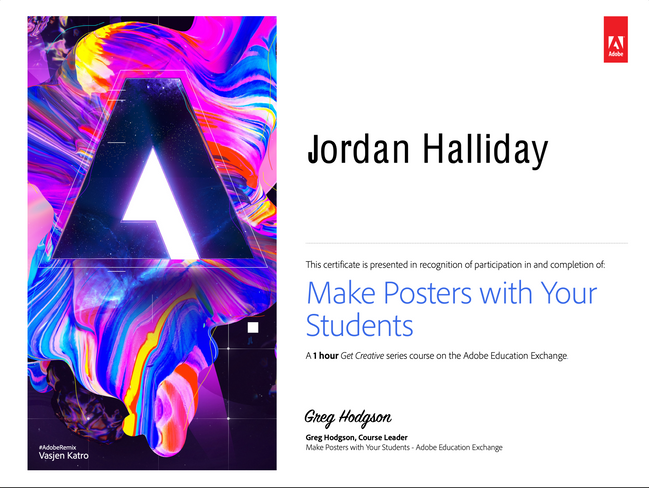 Adobe
Jordan Halliday
This certificate is presented in recognition of participation in and completion of:
Make Posters with Your
Students
A 1 hour Get Creative series course on the Adobe Education Exchange.
Greg Hodgson
Greg Hodgson, Course Leader
Make Posters with Your Students - Adobe Education Exchange
#AdobeRemix
Vasjen Katro